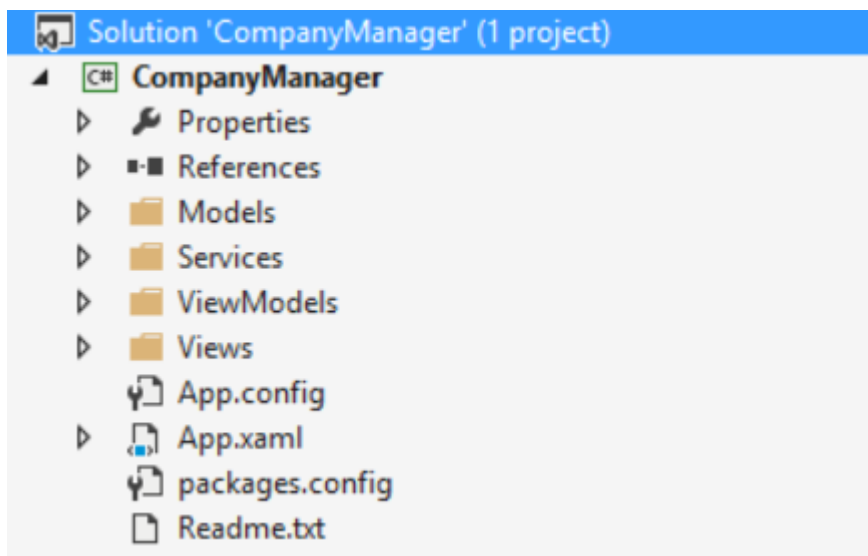 Solution 'CompanyManager' (1 project)
C# CompanyManager
Properties
References
Models
Services
ViewModels
Views
App.config
App.xaml
packages.config
Readme.txt